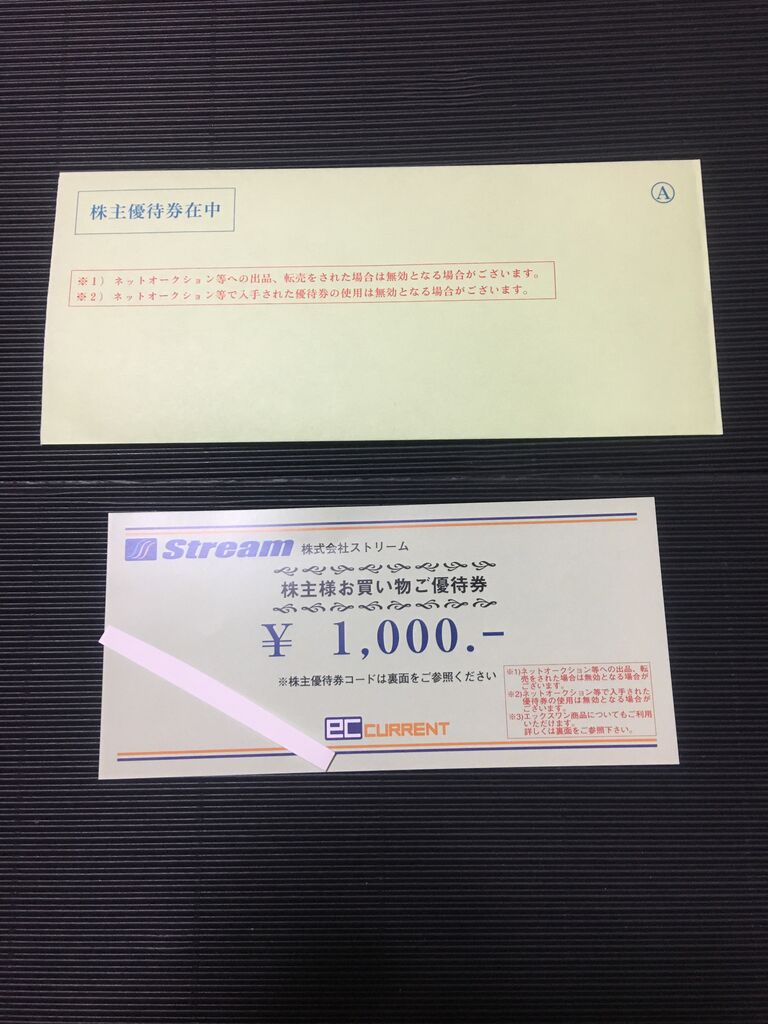 株主優待券在中
Ⓐ
※1）ネットオークション等への出品、転売をされた場合は無効となる場合がございます。
※2）ネットオークション等で入手された優待券の使用は無効となる場合がございます。
Stream 株式会社ストリーム
株主様お買い物ご優待券
¥ 1,000.-
※株主優待券コードは裏面をご参照ください
※1)ネットオークション等への出品、転
売をされた場合は無効となる場合が
ございます。
※2)ネットオークション等で入手された
優待券の使用は無効となる場合が
ございます。
※3)エックスワン商品についてもご利用
いただけます。
詳しくは裏面をご参照下さい。
EC CURRENT